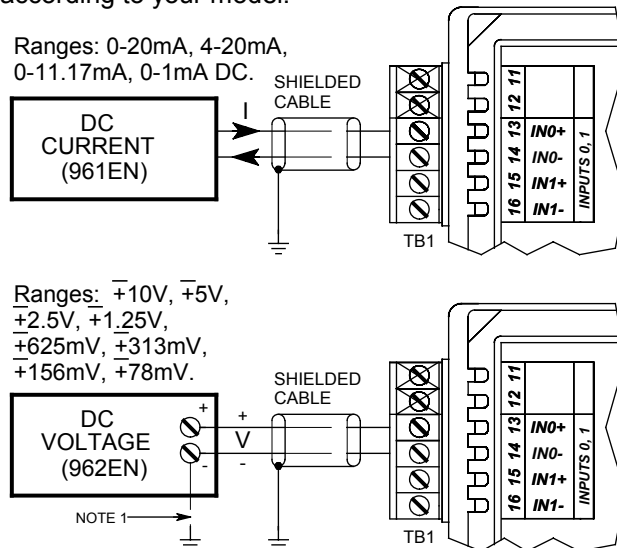 according to your model.
Ranges: 0-20mA, 4-20mA,
0-11.17mA, 0-1mA DC.
SHIELDED
CABLE
DC
CURRENT
(961EN)
I
11
12
13 IN0+
14 IN0-
15 IN1+
16 IN1-
INPUTS 0, 1
TB1
Ranges: ∓10V, ∓5V,
∓2.5V, ∓1.25V,
∓625mV, ∓313mV,
∓156mV, ∓78mV.
SHIELDED
CABLE
DC
VOLTAGE
(962EN)
+
-
+
V
-
NOTE 1
11
12
13 IN0+
14 IN0-
15 IN1+
16 IN1-
INPUTS 0, 1
TB1